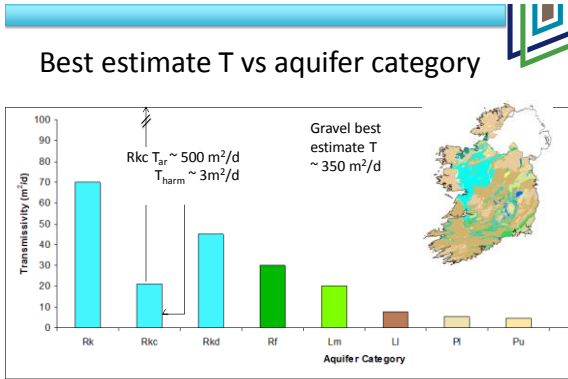 Best estimate T vs aquifer category
100
90
80
70
60
50
40
30
20
10
0
Transmissivity (m²/d)
Rkc Tar ~ 500 m²/d
Tharm ~ 3m²/d
Gravel best
estimate T
~ 350 m²/d
Rk Rkc Rkd Rf Lm Ll Pl Pu
Aquifer Category